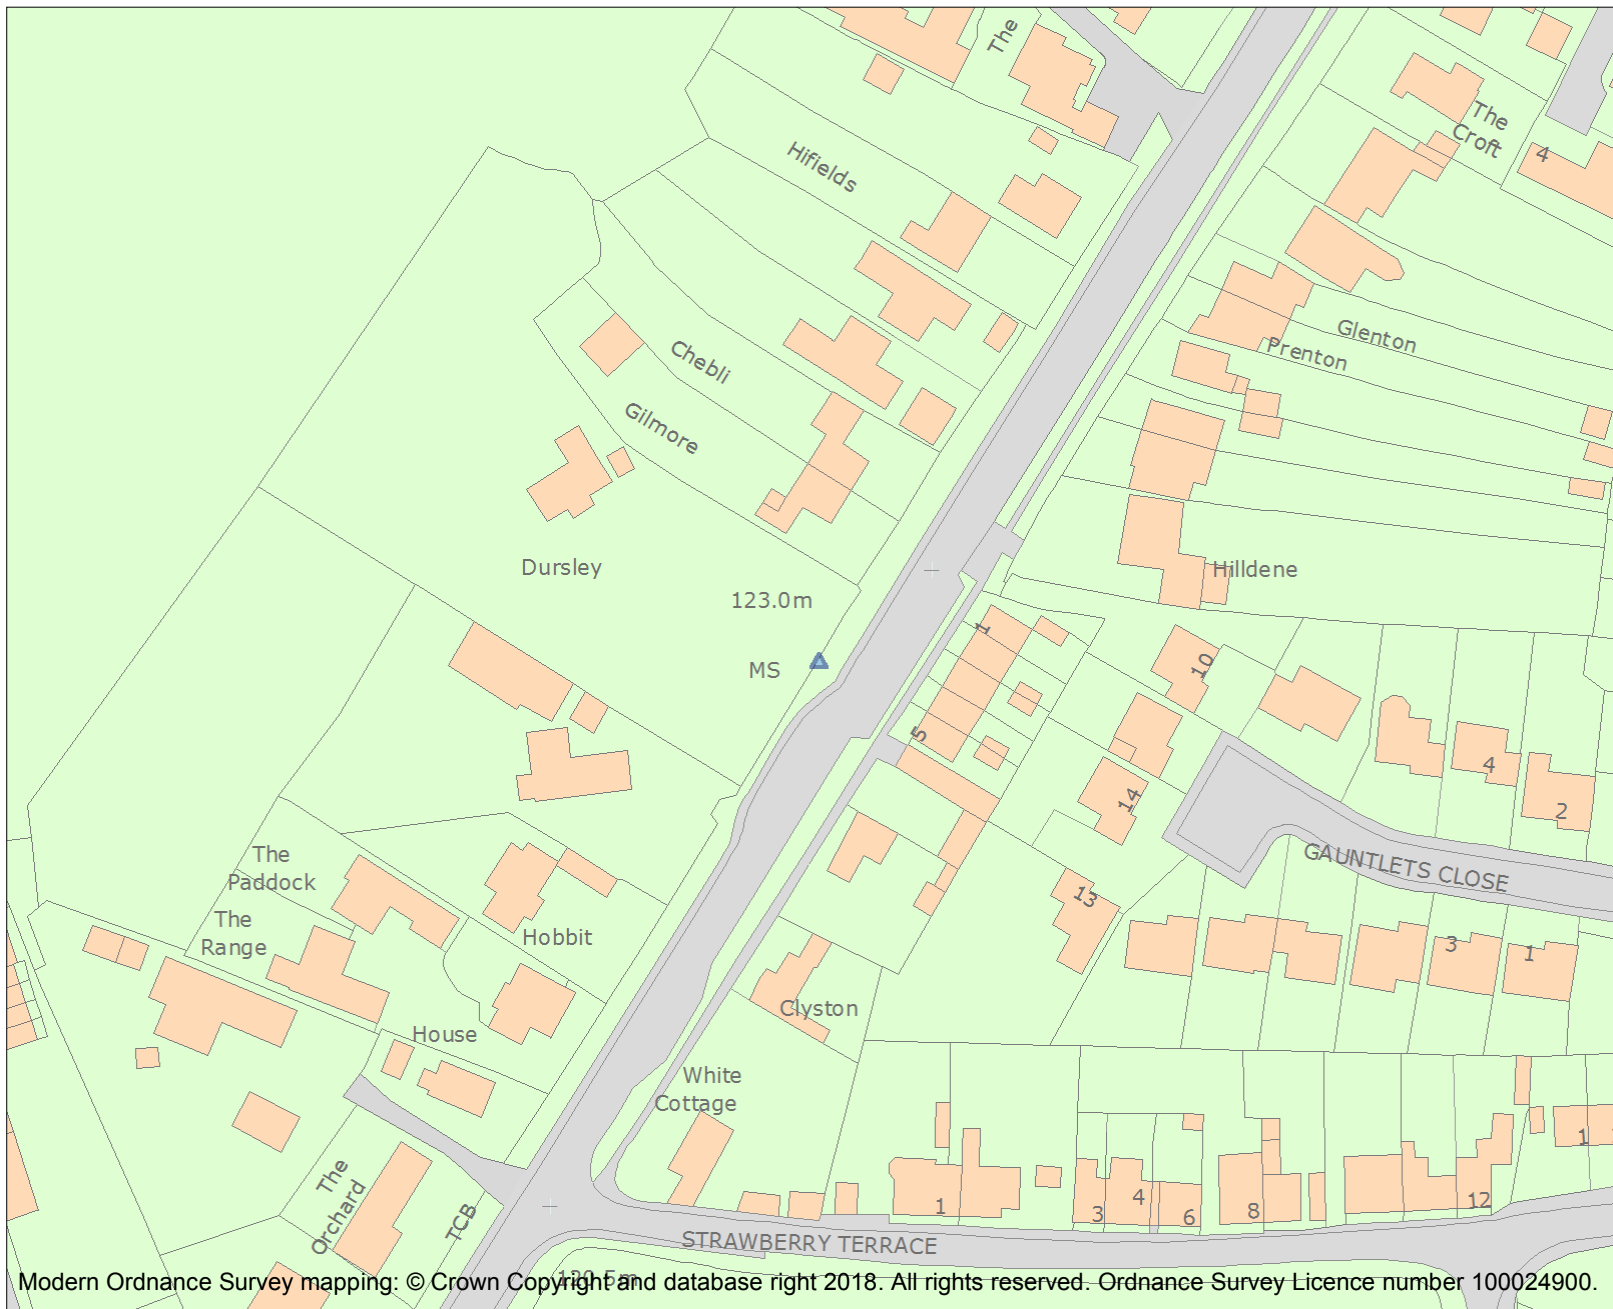 The
Hifields
The
Croft
4
Glenton
Prenton
Chebli
Gilmore
Dursley
Hilldene
123.0m
MS
1
5
10
14
13
4
2
GAUNTLETS CLOSE
3
1
The
Paddock
The
Range
Hobbit
House
Clyston
White
Cottage
The
Orchard
TCB
1
3
4
6
8
12
1
STRAWBERRY TERRACE
120.5m
Modern Ordnance Survey mapping: © Crown Copyright and database right 2018. All rights reserved. Ordnance Survey Licence number 100024900.